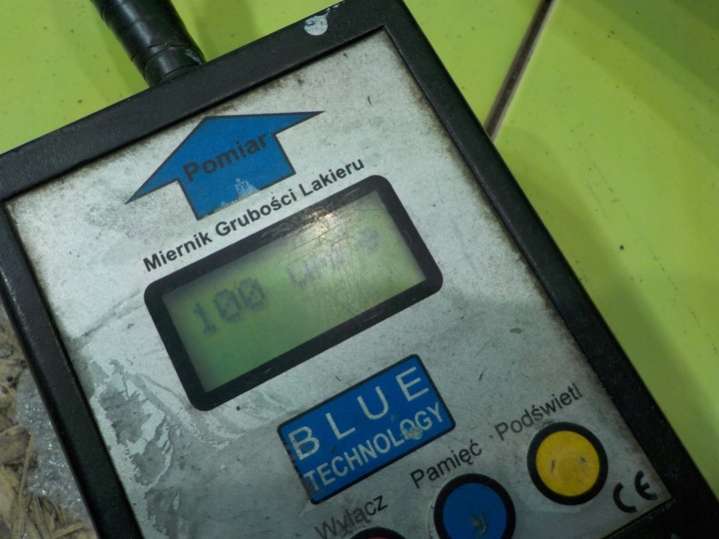 Pomiar
Miernik Grubości Lakieru
100
BLUE
TECHNOLOGY
Wyłącz Pamięć · Podświetl
CE